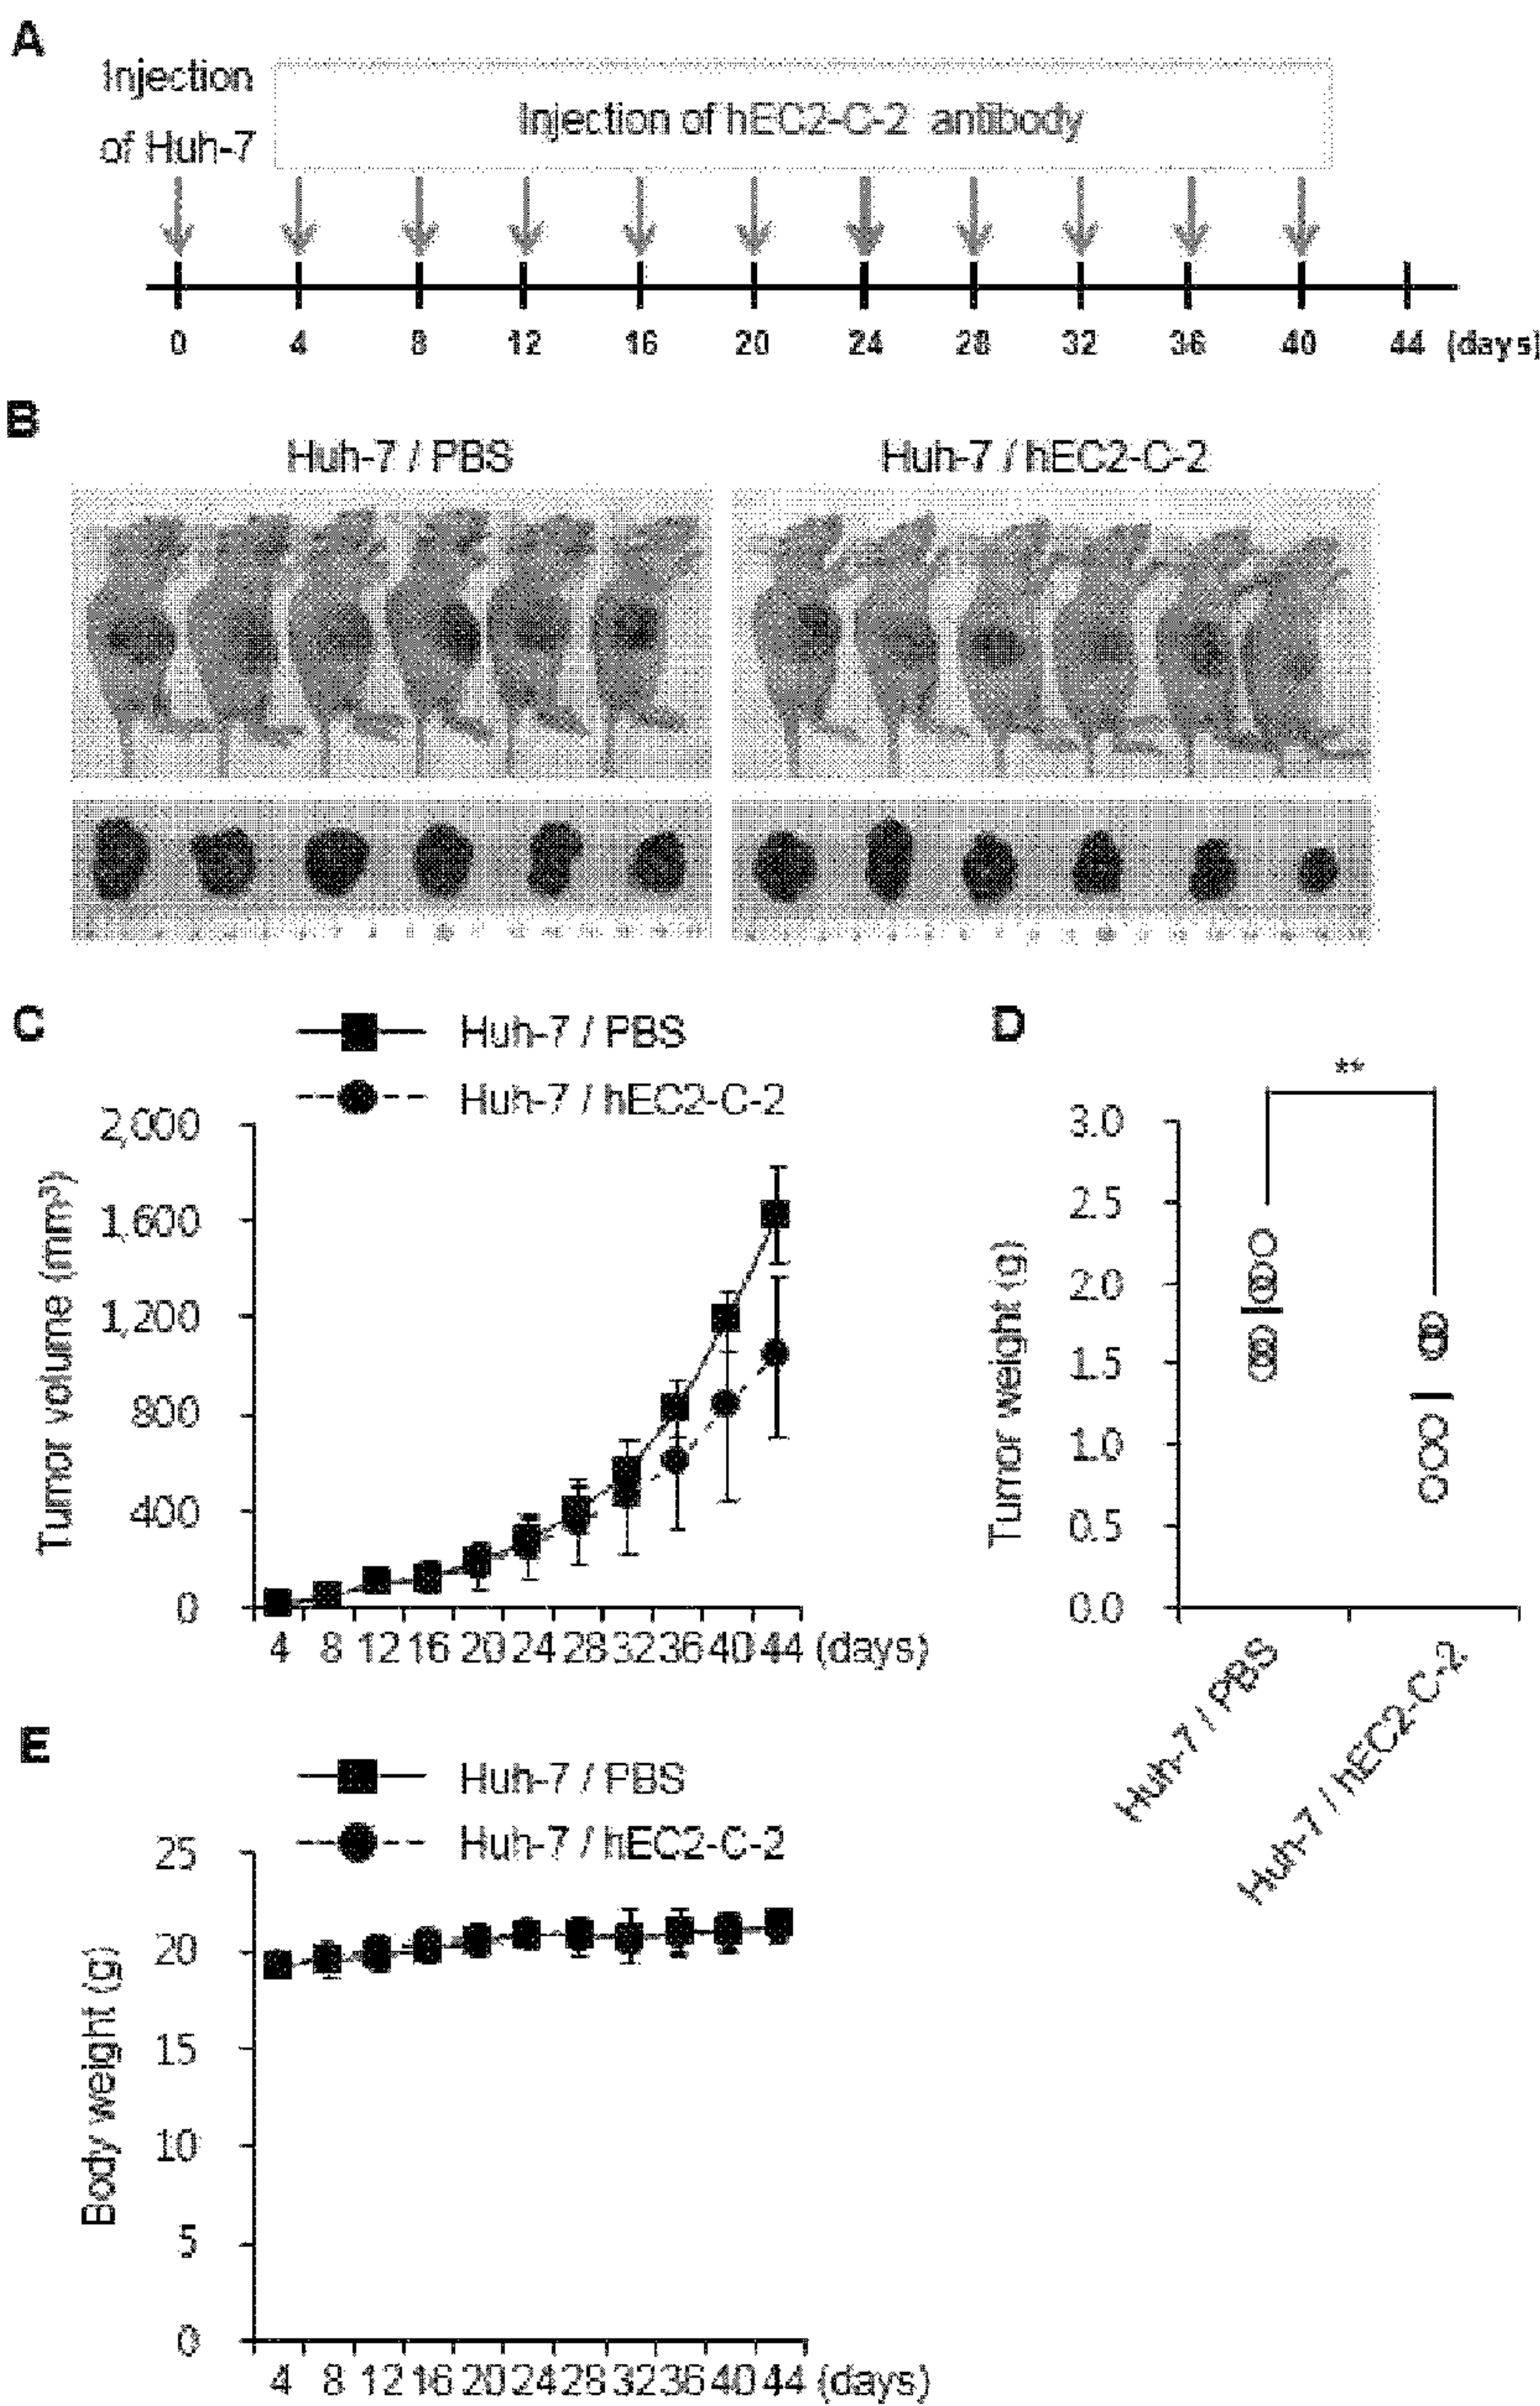 A
Injection
of Huh-7
Injection of hEC2-C-2 antibody
0 4 8 12 16 20 24 28 32 36 40 44 (days)
B
Huh-7 / PBS
Huh-7 / hEC2-C-2
C
Huh-7 / PBS
Huh-7 / hEC2-C-2
2,000
1,600
1,200
800
400
0
Tumor volume (mm³)
4 8 12 16 20 24 28 32 36 40 44 (days)
D
**
3.0
2.5
2.0
1.5
1.0
0.5
0.0
Tumor weight (g)
Huh-7 / PBS
Huh-7 / hEC2-C-2
E
Huh-7 / PBS
Huh-7 / hEC2-C-2
25
20
15
10
5
0
Body weight (g)
4 8 12 16 20 24 28 32 36 40 44 (days)